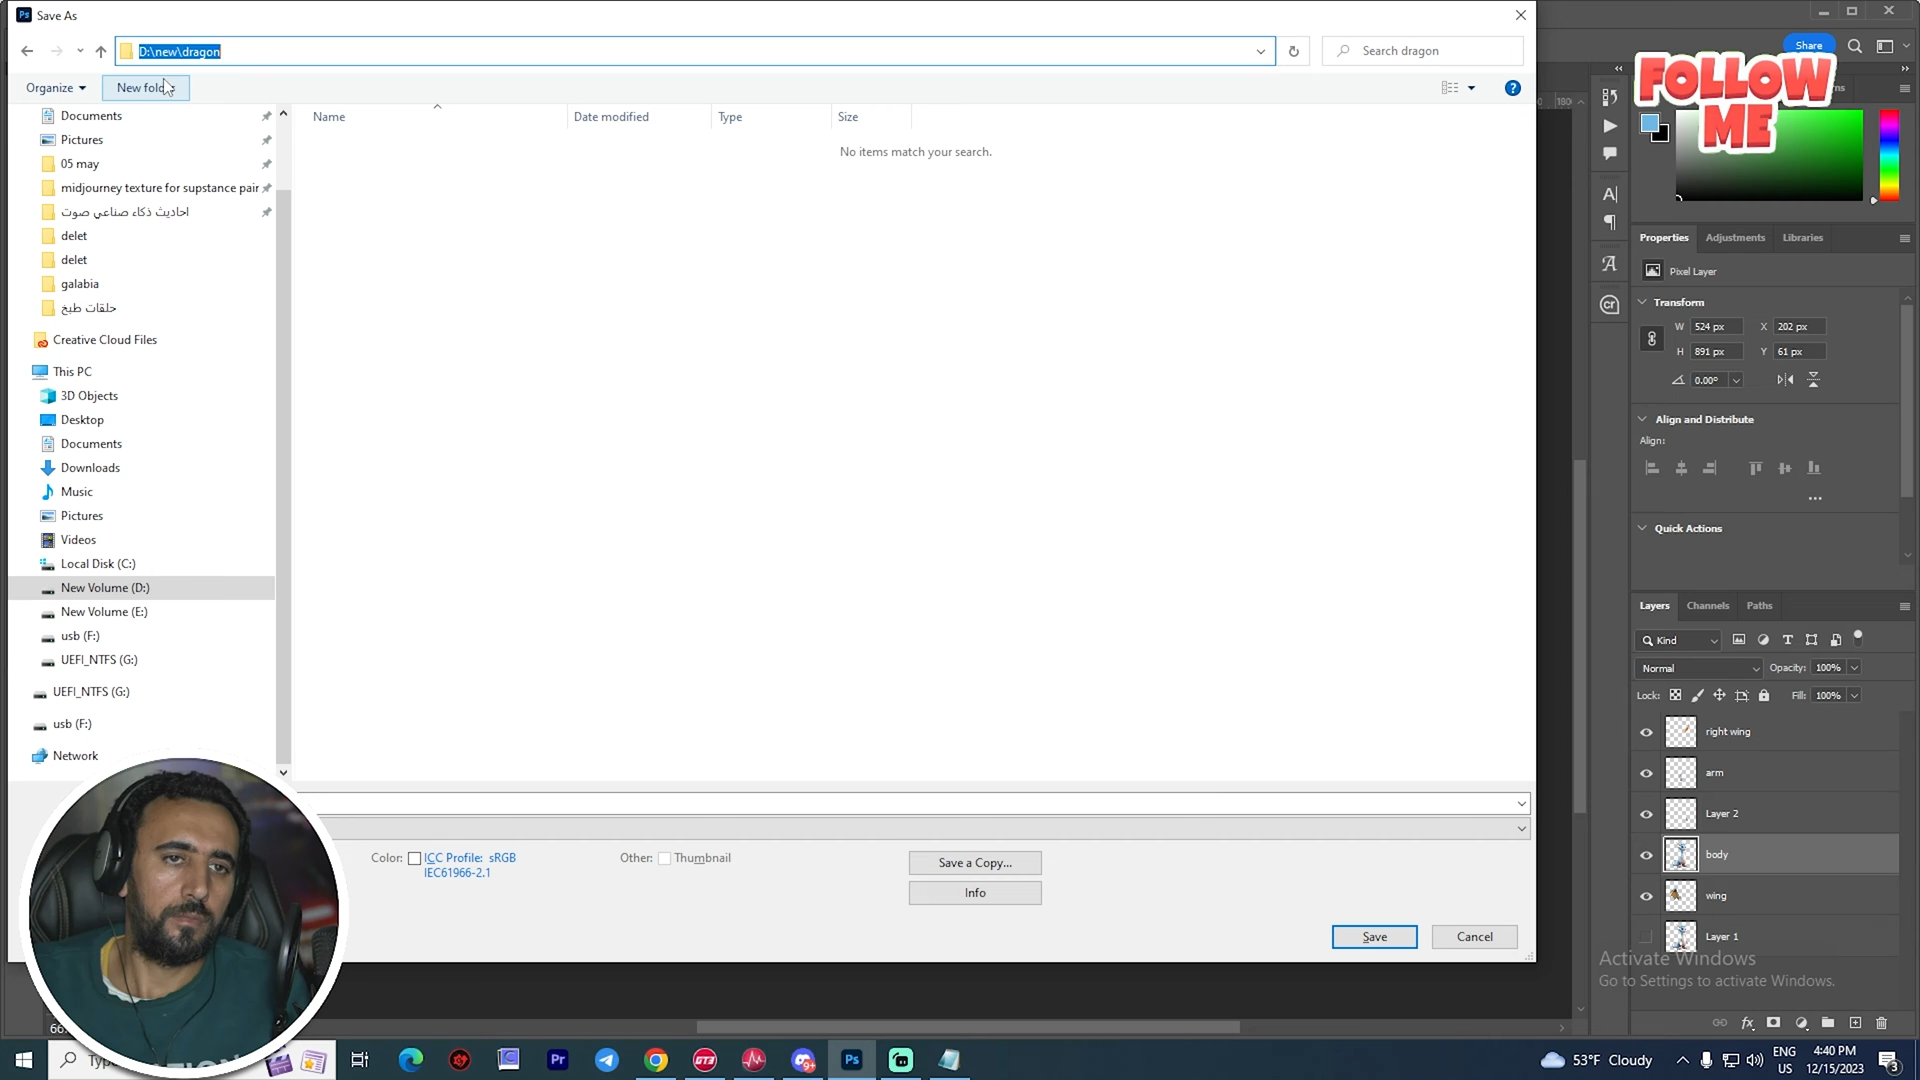 Save As
D:\new\dragon
Search dragon
Share
FOLLOW
ME
Organize
New fold
Name
Date modified
Type
Size
No items match your search.
Documents
Pictures
05 may
midjourney texture for supstance pair
احاديث ذكاء صناعي صوت
delet
delet
galabia
حلقات طبخ
Creative Cloud Files
This PC
3D Objects
Desktop
Documents
Downloads
Music
Pictures
Videos
Local Disk (C:)
New Volume (D:)
New Volume (E:)
usb (F:)
UEFI_NTFS (G:)
UEFI_NTFS (G:)
usb (F:)
Network
Color:
ICC Profile: sRGB
IEC61966-2.1
Other:
Thumbnail
Save a Copy...
Info
Save
Cancel
Properties
Adjustments
Libraries
Pixel Layer
Transform
W 524 px X 202 px
H 891 px Y 61 px
0.00°
Align and Distribute
Align:
Quick Actions
Layers
Channels
Paths
Kind
Normal
Opacity: 100%
Lock:
Fill: 100%
right wing
arm
Layer 2
body
wing
Layer 1
Activate Windows
Go to Settings to activate Windows.
53°F Cloudy
ENG
US
4:40 PM
12/15/2023
3